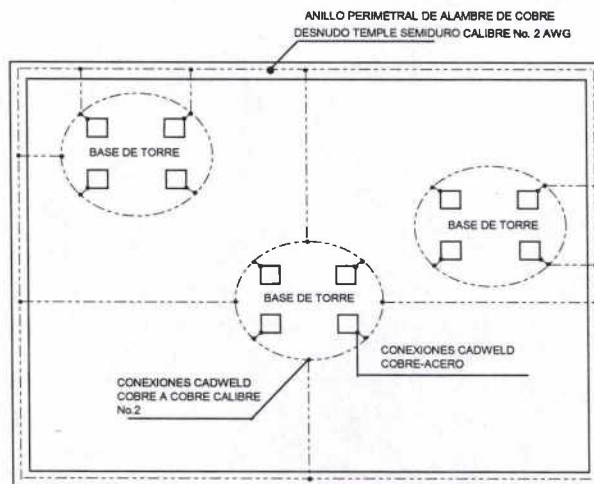 ANILLO PERIMETRAL DE ALAMBRE DE COBRE
DESNUDO TEMPLE SEMIDURO CALIBRE No. 2 AWG
BASE DE TORRE
BASE DE TORRE
BASE DE TORRE
CONEXIONES CADWELD
COBRE-ACERO
CONEXIONES CADWELD
COBRE A COBRE CALIBRE
No.2